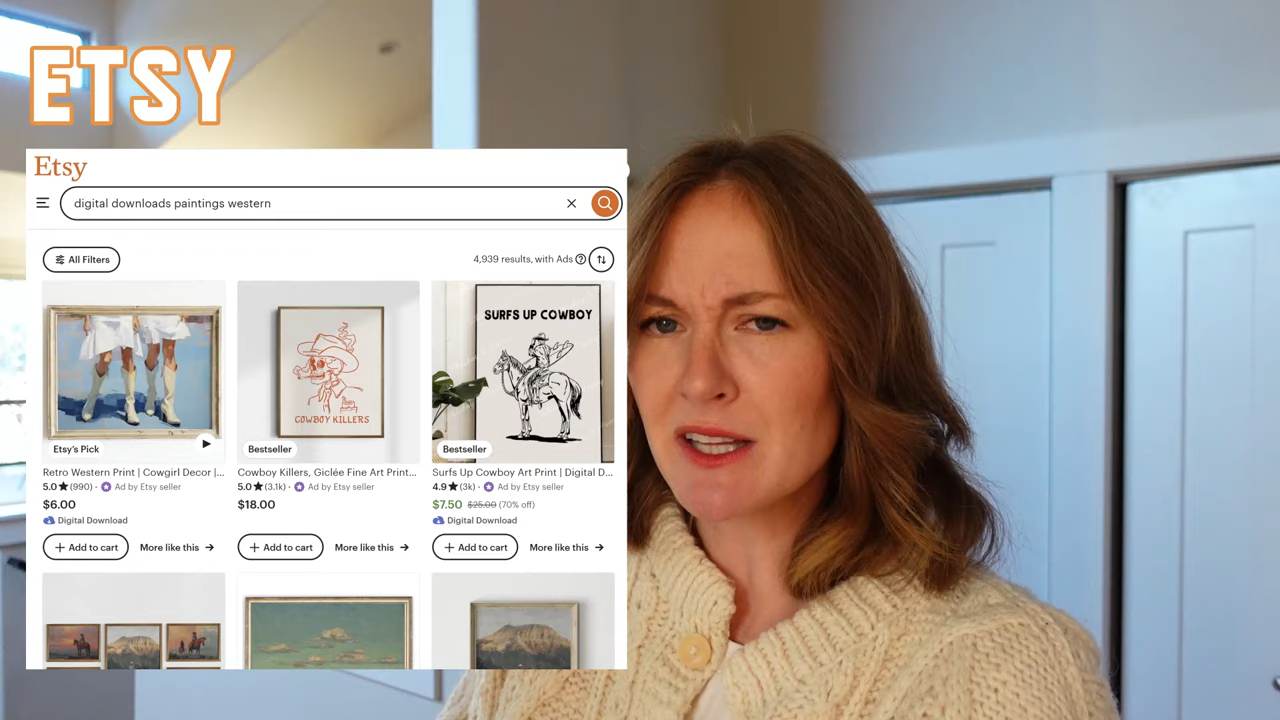 ETSY
Etsy
digital downloads paintings western
All Filters
4,939 results, with Ads
SURFS UP COWBOY
COWBOY KILLERS
Etsy's Pick
Bestseller
Bestseller
Retro Western Print | Cowgirl Decor |...
Cowboy Killers, Giclée Fine Art Print...
Surfs Up Cowboy Art Print | Digital D...
5.0 (990) · Ad by Etsy seller
5.0 (3.1k) · Ad by Etsy seller
4.9 (3k) · Ad by Etsy seller
$6.00
$18.00
$7.50 $25.00 (70% off)
Digital Download
Digital Download
+ Add to cart More like this →
+ Add to cart More like this →
+ Add to cart More like this →